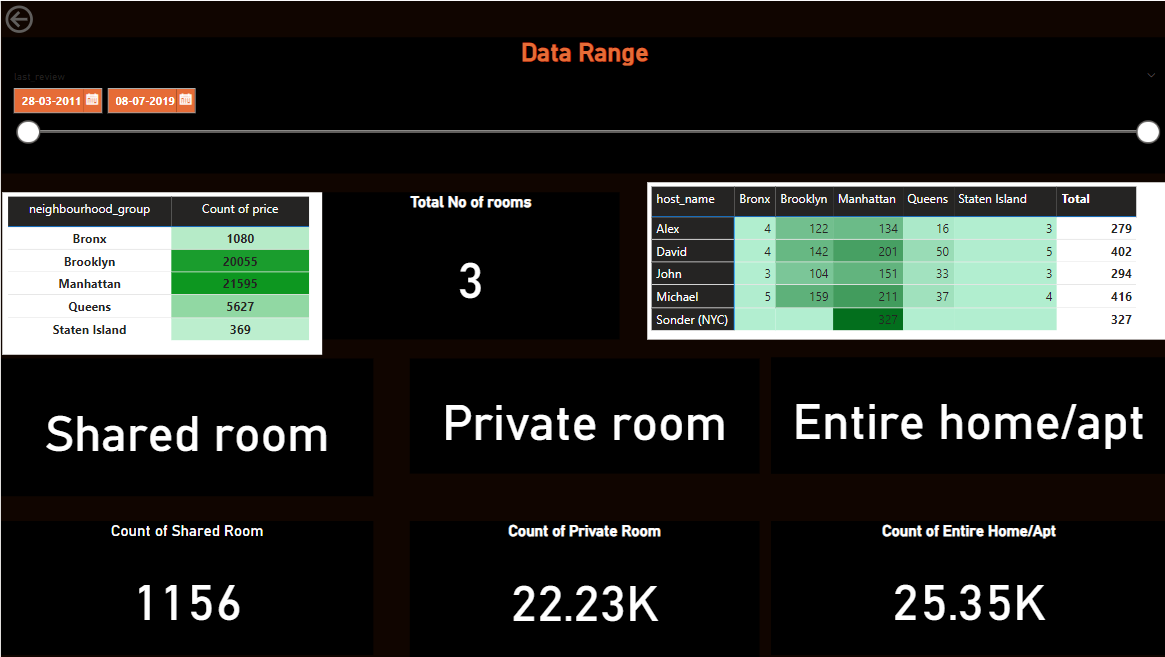 Data Range
last review
28-03-2011 08-07-2019
neighbourhood_group Count of price
Bronx 1080
Brooklyn 20055
Manhattan 21595
Queens 5627
Staten Island 369
Total No of rooms
3
host_name Bronx Brooklyn Manhattan Queens Staten Island Total
Alex 4 122 134 16 3 279
David 4 142 201 50 5 402
John 3 104 151 33 3 294
Michael 5 159 211 37 4 416
Sonder (NYC) 327 327
Shared room
Private room
Entire home/apt
Count of Shared Room
1156
Count of Private Room
22.23K
Count of Entire Home/Apt
25.35K